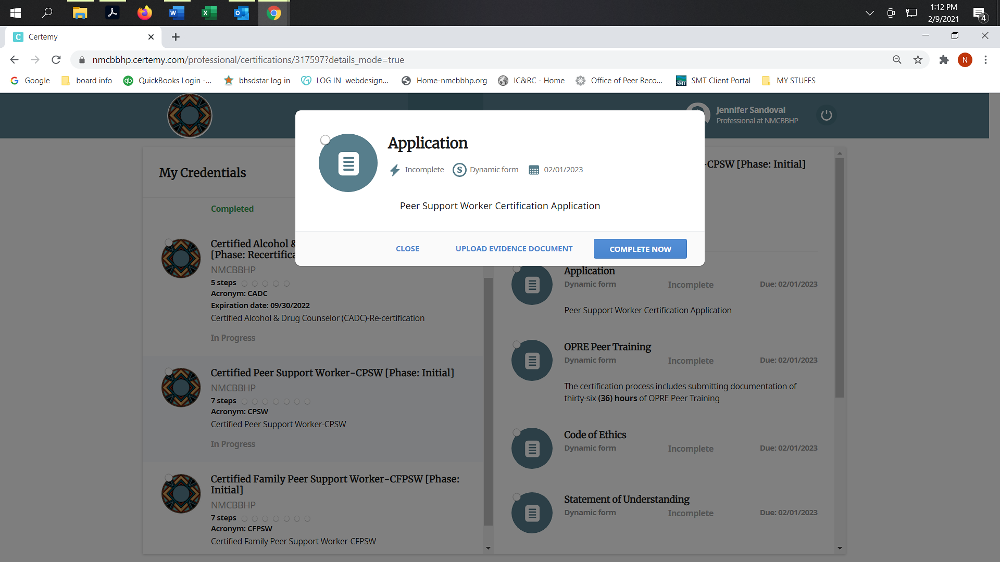 1:12 PM
2/9/2021
4
Certemy
nmcbbhp.certemy.com/professional/certifications/317597?details_mode=true
N
Google
board info
QuickBooks Login -...
bhsdstar log in
LOG IN webdesign...
Home-nmcbbhp.org
IC&RC - Home
Office of Peer Reco...
SMT Client Portal
MY STUFFS
Jennifer Sandoval
Professional at NMCBBHP
My Credentials
Completed
Certified Alcohol &
[Phase: Recertifica
NMCBBHP
5 steps
Acronym: CADC
Expiration date: 09/30/2022
Certified Alcohol & Drug Counselor (CADC)-Re-certification
In Progress
Certified Peer Support Worker-CPSW [Phase: Initial]
NMCBBHP
7 steps
Acronym: CPSW
Certified Peer Support Worker-CPSW
In Progress
Certified Family Peer Support Worker-CFPSW [Phase:
Initial]
NMCBBHP
7 steps
Acronym: CFPSW
Certified Family Peer Support Worker-CFPSW
Application
Incomplete
S Dynamic form
02/01/2023
Peer Support Worker Certification Application
CLOSE
UPLOAD EVIDENCE DOCUMENT
COMPLETE NOW
-CPSW [Phase: Initial]
Application
Dynamic form Incomplete Due: 02/01/2023
Peer Support Worker Certification Application
OPRE Peer Training
Dynamic form Incomplete Due: 02/01/2023
The certification process includes submitting documentation of
thirty-six (36) hours of OPRE Peer Training
Code of Ethics
Dynamic form Incomplete Due: 02/01/2023
Statement of Understanding
Dynamic form Incomplete Due: 02/01/2023